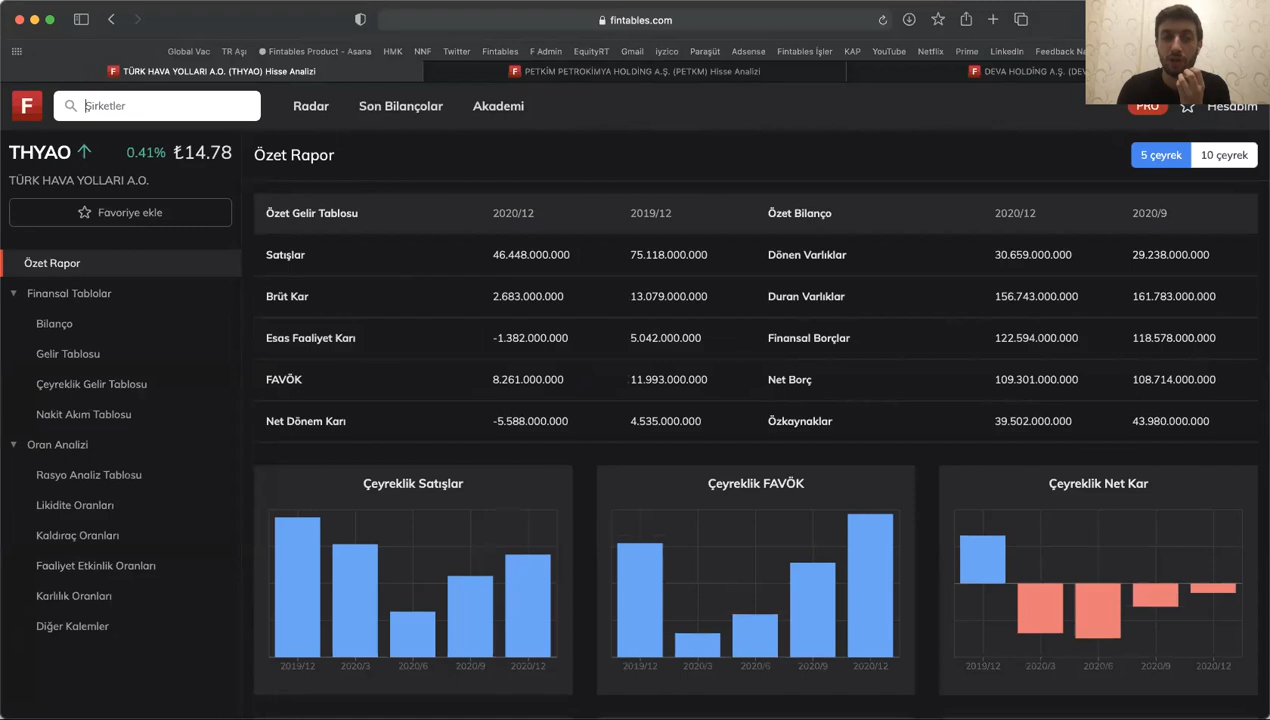 fintables.com
Global Vac TR Aşı Fintables Product - Asana HMK NNF Twitter Fintables F Admin EquityRT Gmail iyzico Paraşüt Adsense Fintables İşler KAP YouTube Netflix Prime LinkedIn Feedback
TÜRK HAVA YOLLARI A.O. (THYAO) Hisse Analizi
PETKİM PETROKİMYA HOLDİNG A.Ş. (PETKM) Hisse Analizi
DEVA HOLDİNG A.Ş.
F Şirketler Radar Son Bilançolar Akademi PRO Hesabım
THYAO 0.41% ₺14.78
TÜRK HAVA YOLLARI A.O.
Favoriye ekle
Özet Rapor
Finansal Tablolar
Bilanço
Gelir Tablosu
Çeyreklik Gelir Tablosu
Nakit Akım Tablosu
Oran Analizi
Rasyo Analiz Tablosu
Likidite Oranları
Kaldıraç Oranları
Faaliyet Etkinlik Oranları
Karlılık Oranları
Diğer Kalemler
Özet Rapor 5 çeyrek 10 çeyrek
Özet Gelir Tablosu 2020/12 2019/12 Özet Bilanço 2020/12 2020/9
Satışlar 46.448.000.000 75.118.000.000 Dönen Varlıklar 30.659.000.000 29.238.000.000
Brüt Kar 2.683.000.000 13.079.000.000 Duran Varlıklar 156.743.000.000 161.783.000.000
Esas Faaliyet Karı -1.382.000.000 5.042.000.000 Finansal Borçlar 122.594.000.000 118.578.000.000
FAVÖK 8.261.000.000 11.993.000.000 Net Borç 109.301.000.000 108.714.000.000
Net Dönem Karı -5.588.000.000 4.535.000.000 Özkaynaklar 39.502.000.000 43.980.000.000
Çeyreklik Satışlar
2019/12 2020/3 2020/6 2020/9 2020/12
Çeyreklik FAVÖK
2019/12 2020/3 2020/6 2020/9 2020/12
Çeyreklik Net Kar
2019/12 2020/3 2020/6 2020/9 2020/12